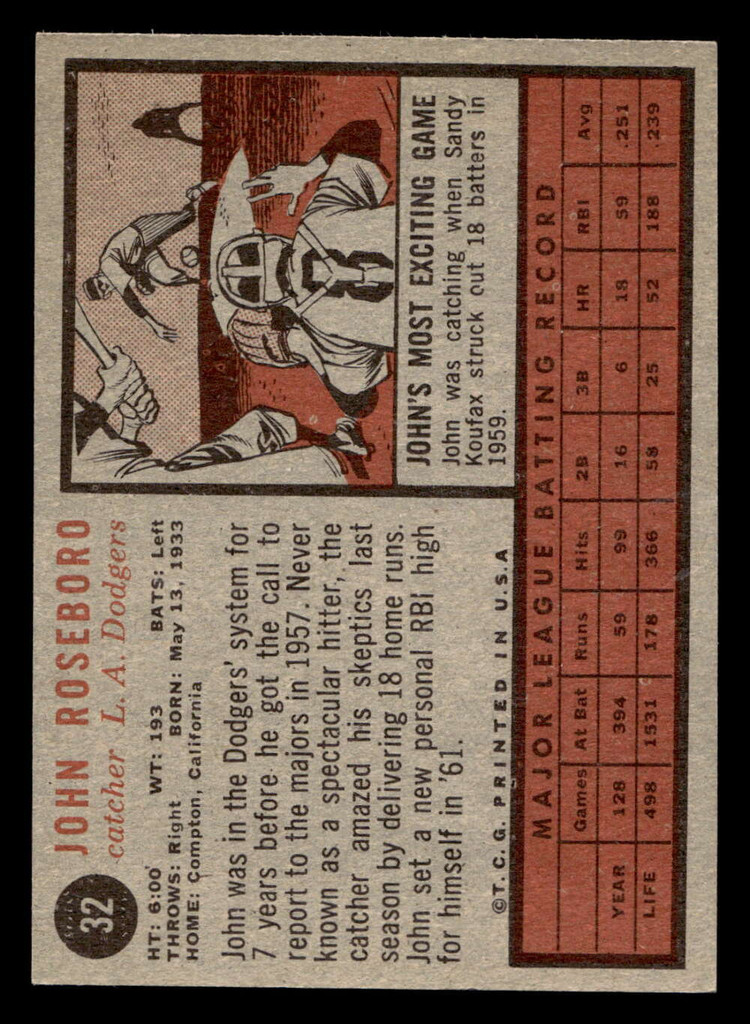 32
JOHN ROSEBORO
catcher L. A. Dodgers
HT: 6:00 WT: 193 BATS: Left
THROWS: Right BORN: May 13, 1933
HOME: Compton, California
John was in the Dodgers' system for
7 years before he got the call to
report to the majors in 1957. Never
known as a spectacular hitter, the
catcher amazed his skeptics last
season by delivering 18 home runs.
John set a new personal RBI high
for himself in '61.
©T. C. G. PRINTED IN U.S.A
8
JOHN'S MOST EXCITING GAME
John was catching when Sandy
Koufax struck out 18 batters in
1959.
MAJOR LEAGUE BATTING RECORD
Games At Bat Runs Hits 2B 3B HR RBI Avg
YEAR 128 394 59 99 16 6 18 59 .251
LIFE 498 1531 178 366 58 25 52 188 .239